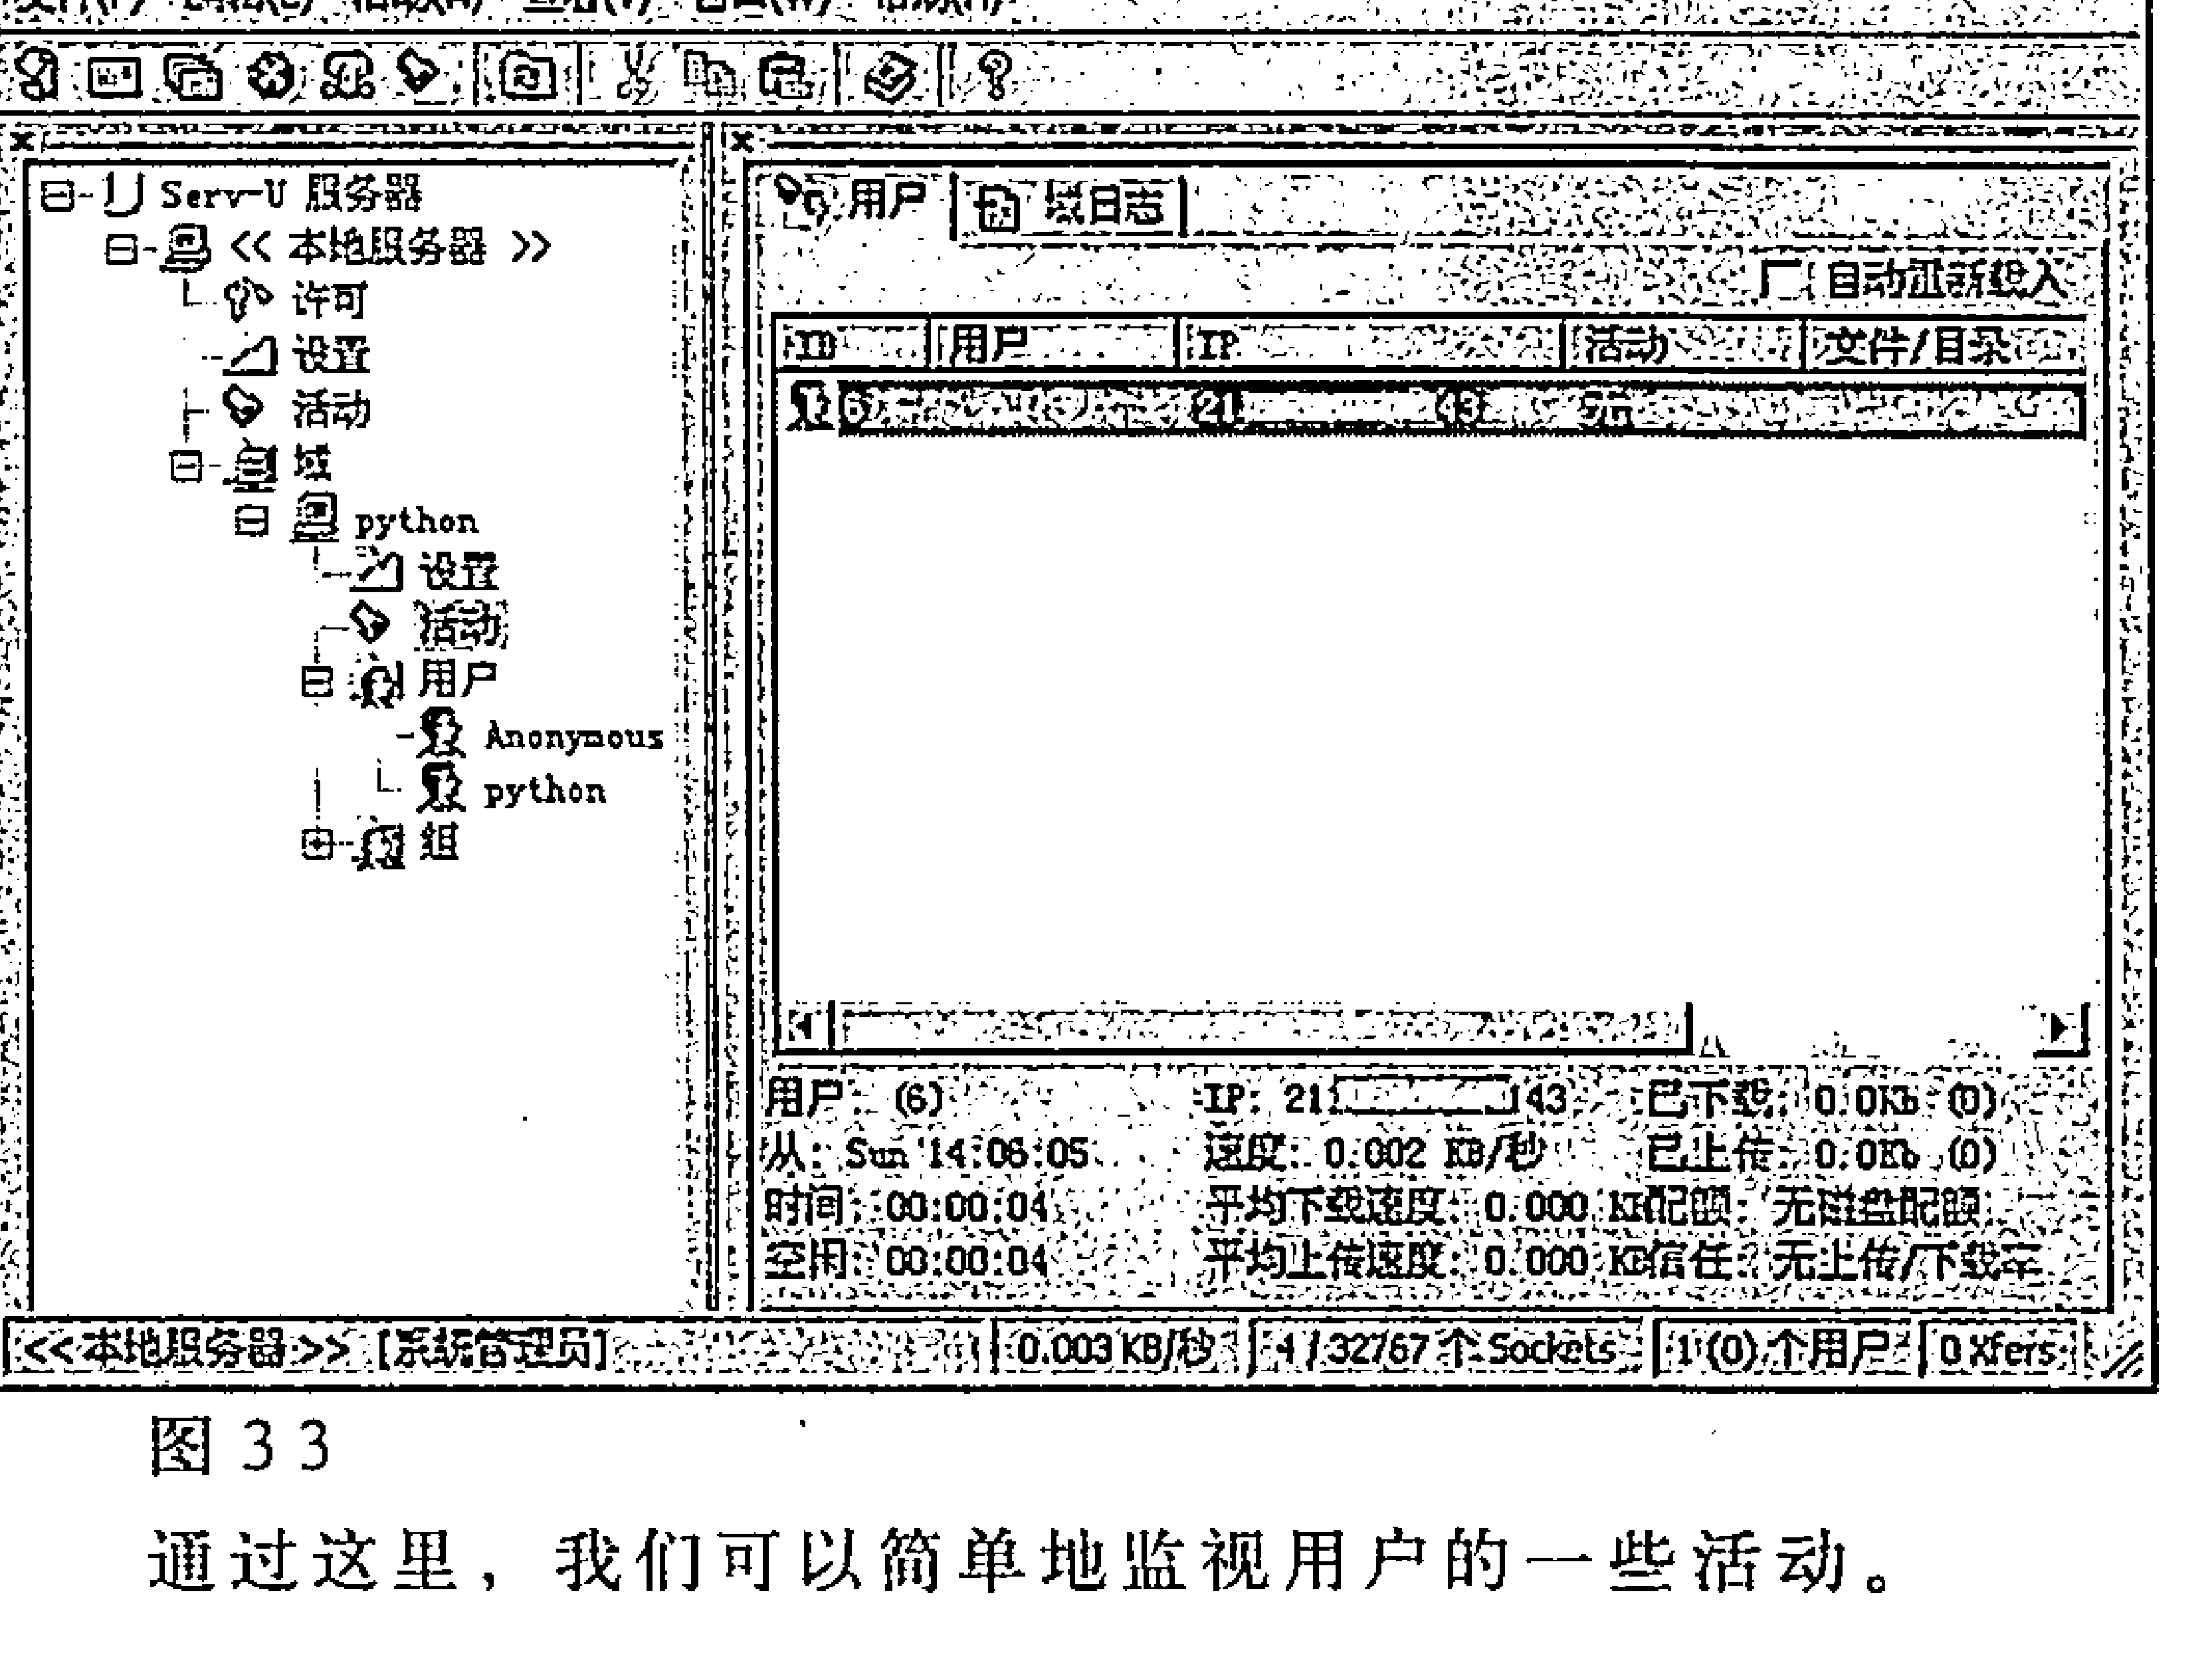 Serv-U 服务器
<< 本地服务器 >>
许可
设置
活动
域
python
设置
活动
用户
Anonymous
python
组
用户 域日志
自动重新载入
ID 用户 IP 活动 文件/目录
6 21 43
用户: (6) IP: 21 143 已下载: 0.0Kb (0)
从: Sun 14:06:05 速度: 0.002 KB/秒 已上传: 0.0Kb (0)
时间: 00:00:04 平均下载速度: 0.000 配额: 无磁盘配额
空闲: 00:00:04 平均上传速度: 0.000 信任: 无上传/下载率
<<本地服务器>> [系统管理员] 0.003 KB/秒 4 / 32767 个 Sockets 1 (0) 个用户 0 Xfers
图 33
通过这里，我们可以简单地监视用户的一些活动。